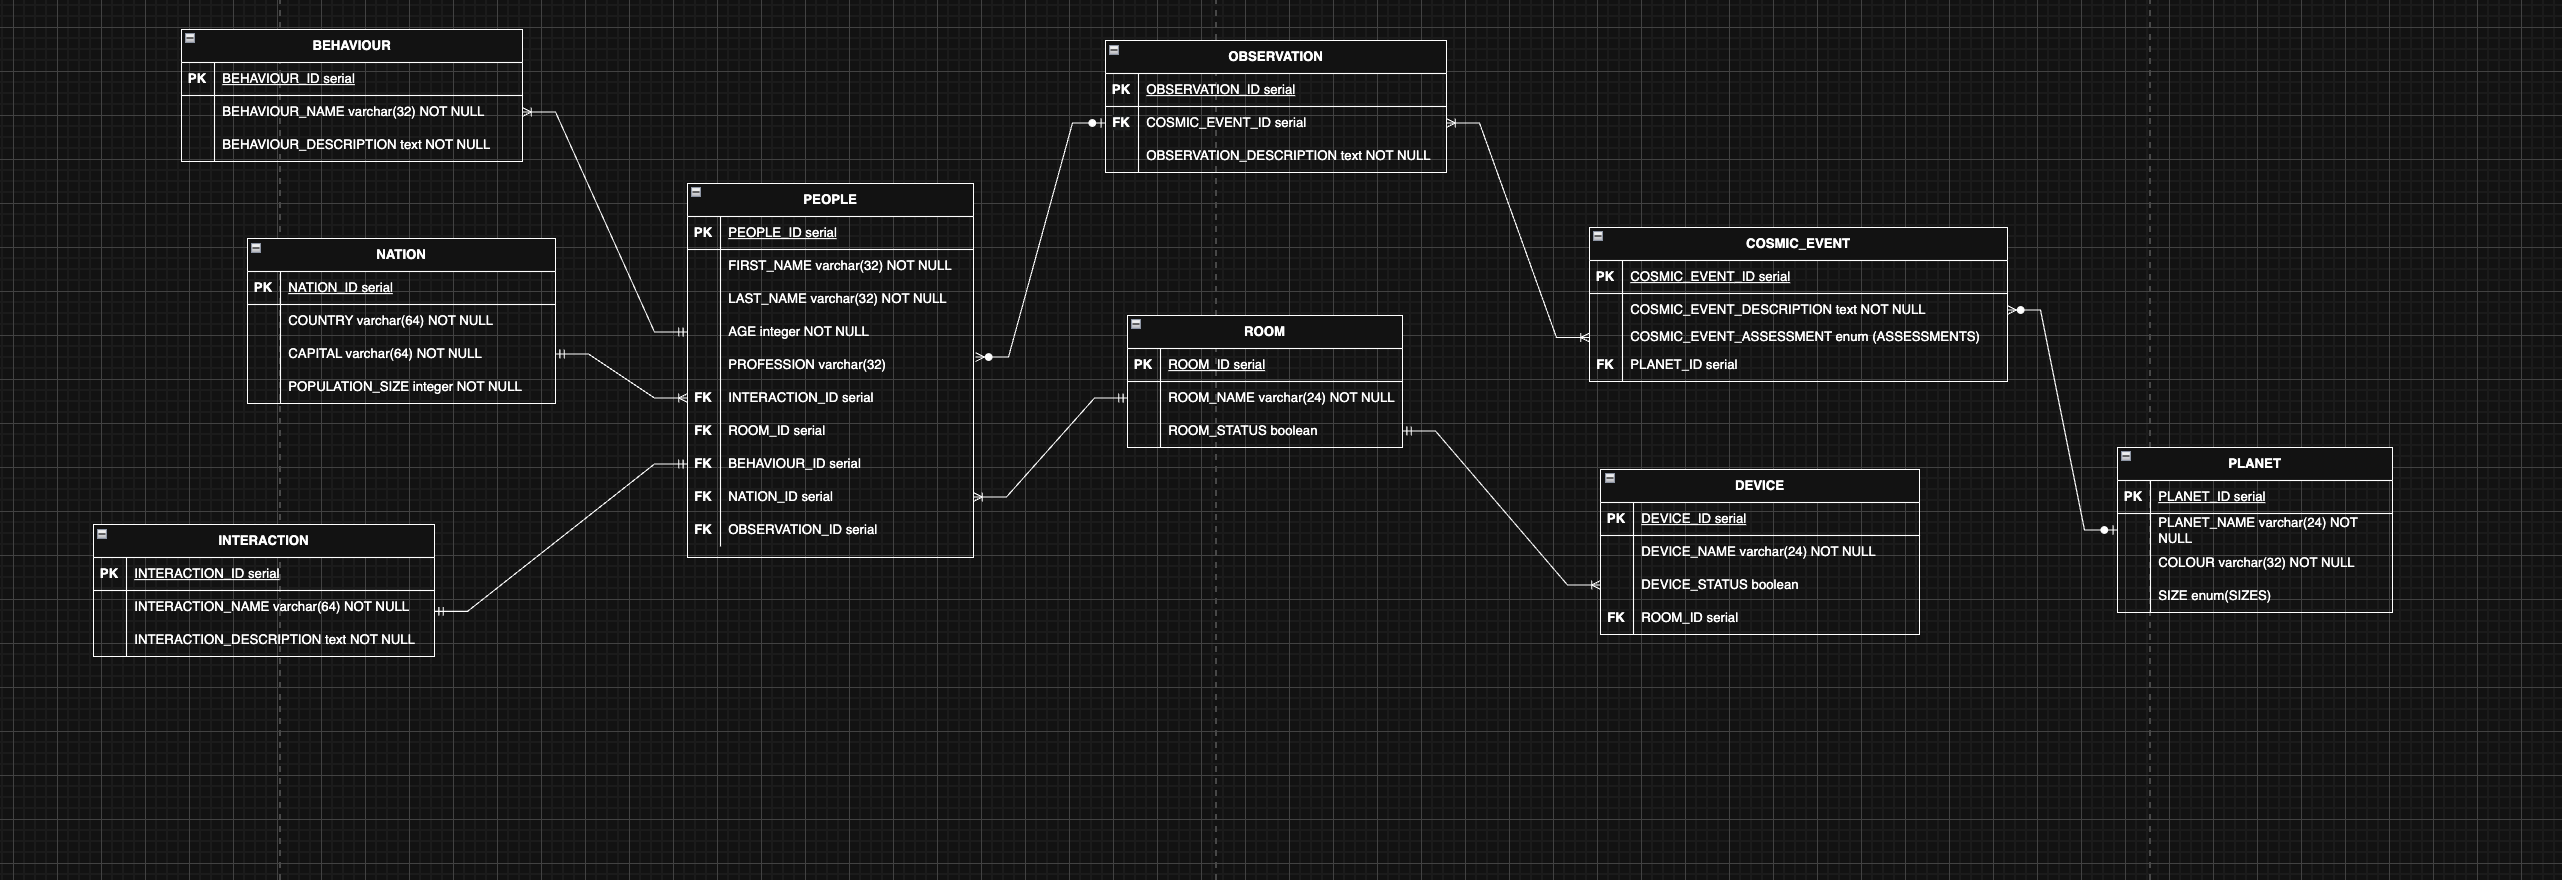 BEHAVIOUR
PK BEHAVIOUR_ID serial
BEHAVIOUR_NAME varchar(32) NOT NULL
BEHAVIOUR_DESCRIPTION text NOT NULL
NATION
PK NATION_ID serial
COUNTRY varchar(64) NOT NULL
CAPITAL varchar(64) NOT NULL
POPULATION_SIZE integer NOT NULL
INTERACTION
PK INTERACTION_ID serial
INTERACTION_NAME varchar(64) NOT NULL
INTERACTION_DESCRIPTION text NOT NULL
PEOPLE
PK PEOPLE_ID serial
FIRST_NAME varchar(32) NOT NULL
LAST_NAME varchar(32) NOT NULL
AGE integer NOT NULL
PROFESSION varchar(32)
FK INTERACTION_ID serial
FK ROOM_ID serial
FK BEHAVIOUR_ID serial
FK NATION_ID serial
FK OBSERVATION_ID serial
OBSERVATION
PK OBSERVATION_ID serial
FK COSMIC_EVENT_ID serial
OBSERVATION_DESCRIPTION text NOT NULL
ROOM
PK ROOM_ID serial
ROOM_NAME varchar(24) NOT NULL
ROOM_STATUS boolean
COSMIC_EVENT
PK COSMIC_EVENT_ID serial
COSMIC_EVENT_DESCRIPTION text NOT NULL
COSMIC_EVENT_ASSESSMENT enum (ASSESSMENTS)
FK PLANET_ID serial
DEVICE
PK DEVICE_ID serial
DEVICE_NAME varchar(24) NOT NULL
DEVICE_STATUS boolean
FK ROOM_ID serial
PLANET
PK PLANET_ID serial
PLANET_NAME varchar(24) NOT
NULL
COLOUR varchar(32) NOT NULL
SIZE enum(SIZES)